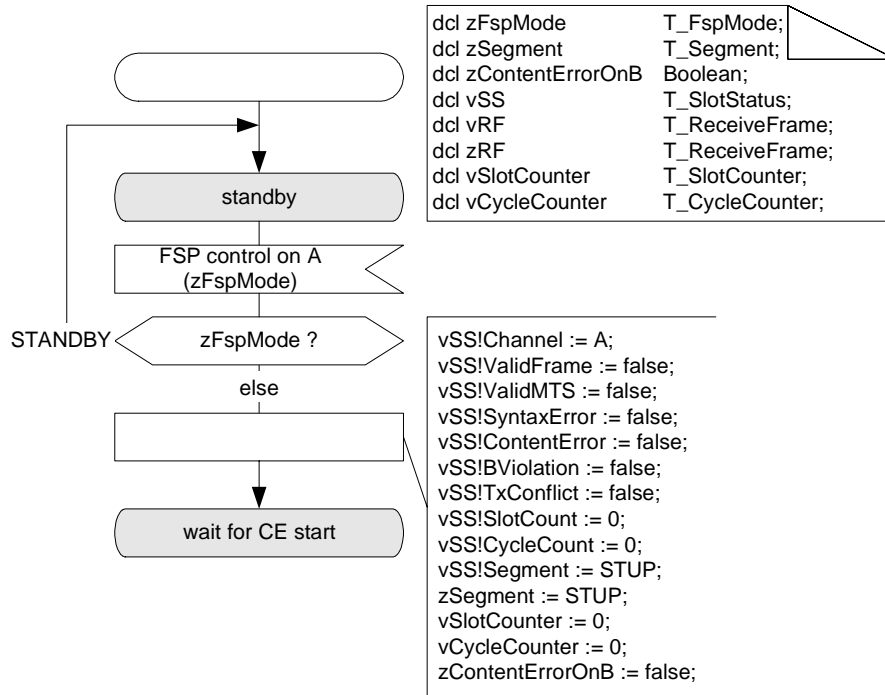 dcl zFspMode T_FspMode;
dcl zSegment T_Segment;
dcl zContentErrorOnB Boolean;
dcl vSS T_SlotStatus;
dcl vRF T_ReceiveFrame;
dcl zRF T_ReceiveFrame;
dcl vSlotCounter T_SlotCounter;
dcl vCycleCounter T_CycleCounter;
standby
FSP control on A
(zFspMode)
STANDBY
zFspMode ?
else
wait for CE start
vSS!Channel := A;
vSS!ValidFrame := false;
vSS!ValidMTS := false;
vSS!SyntaxError := false;
vSS!ContentError := false;
vSS!BViolation := false;
vSS!TxConflict := false;
vSS!SlotCount := 0;
vSS!CycleCount := 0;
vSS!Segment := STUP;
zSegment := STUP;
vSlotCounter := 0;
vCycleCounter := 0;
zContentErrorOnB := false;